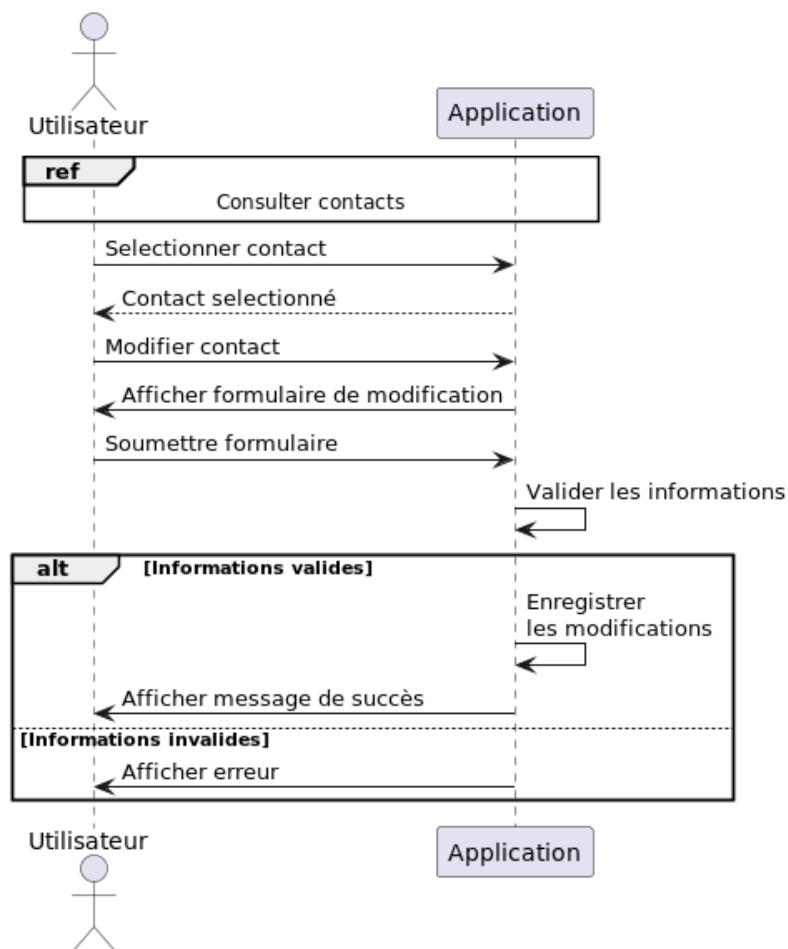 Utilisateur
Application
ref
Consulter contacts
Selectionner contact
Contact selectionné
Modifier contact
Afficher formulaire de modification
Soumettre formulaire
Valider les informations
alt [Informations valides]
Enregistrer
les modifications
Afficher message de succès
[Informations invalides]
Afficher erreur
Utilisateur
Application